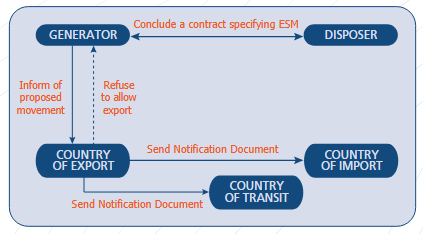 Conclude a contract specifying ESM
GENERATOR
DISPOSER
Inform of
proposed
movement
Refuse
to allow
export
COUNTRY
OF EXPORT
Send Notification Document
COUNTRY
OF IMPORT
Send Notification Document
COUNTRY
OF TRANSIT